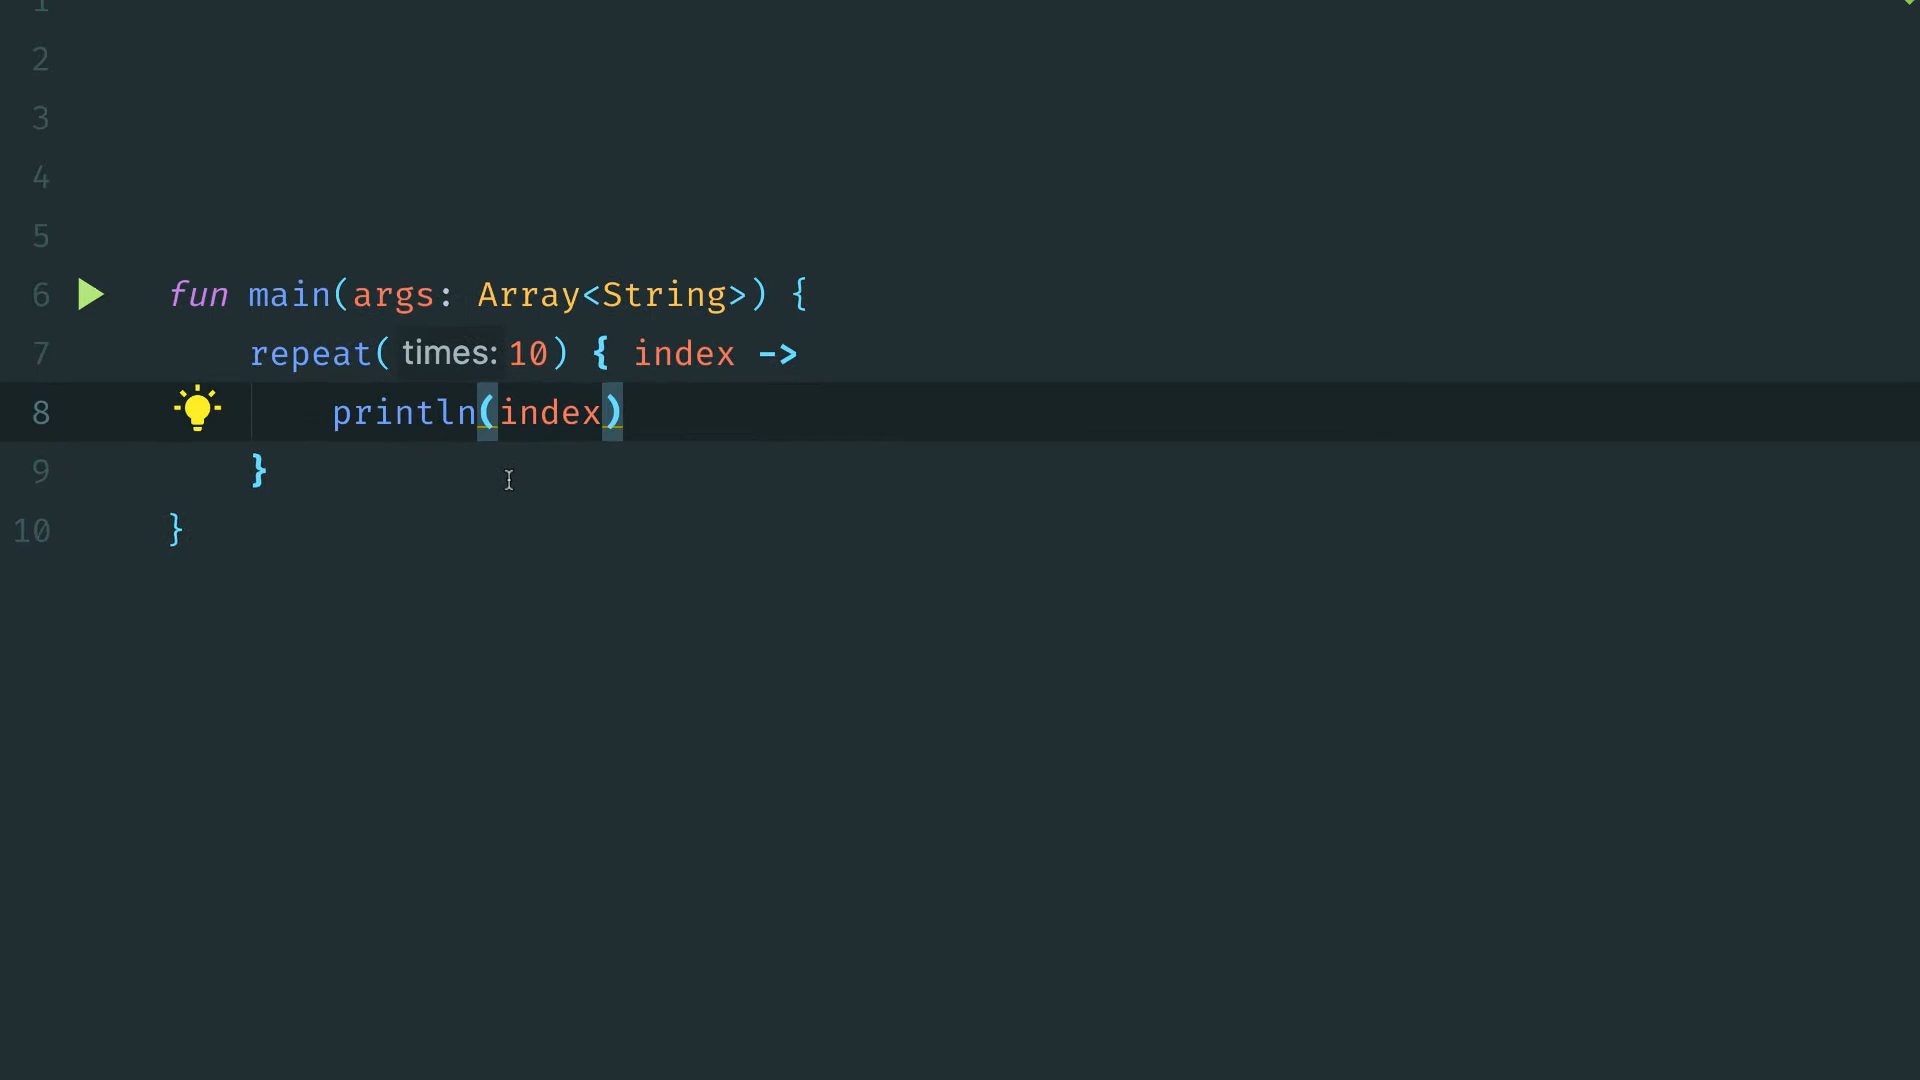 1
2
3
4
5
6 fun main(args: Array<String>) {
7 repeat( times: 10) { index ->
8 println(index)
9 }
10 }